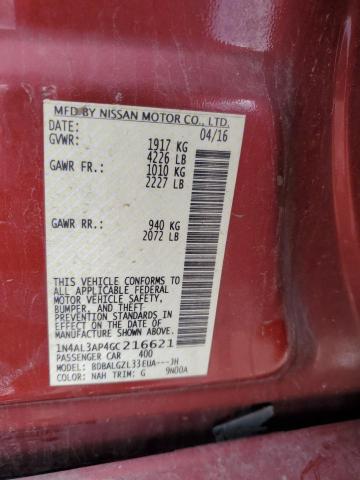 MFD BY NISSAN MOTOR CO., LTD.
DATE: 04/16
GVWR: 1917 KG
4226 LB
GAWR FR.: 1010 KG
2227 LB
GAWR RR.: 940 KG
2072 LB
THIS VEHICLE CONFORMS TO
ALL APPLICABLE FEDERAL
MOTOR VEHICLE SAFETY,
BUMPER, AND THEFT
PREVENTION STANDARDS IN
EFFECT ON THE DATE OF
MANUFACTURE SHOWN ABOVE.
1N4AL3AP4GC216621
PASSENGER CAR 400
MODEL: BDBALGZL33EUA---JH
COLOR: NAH TRIM: G 9N00A